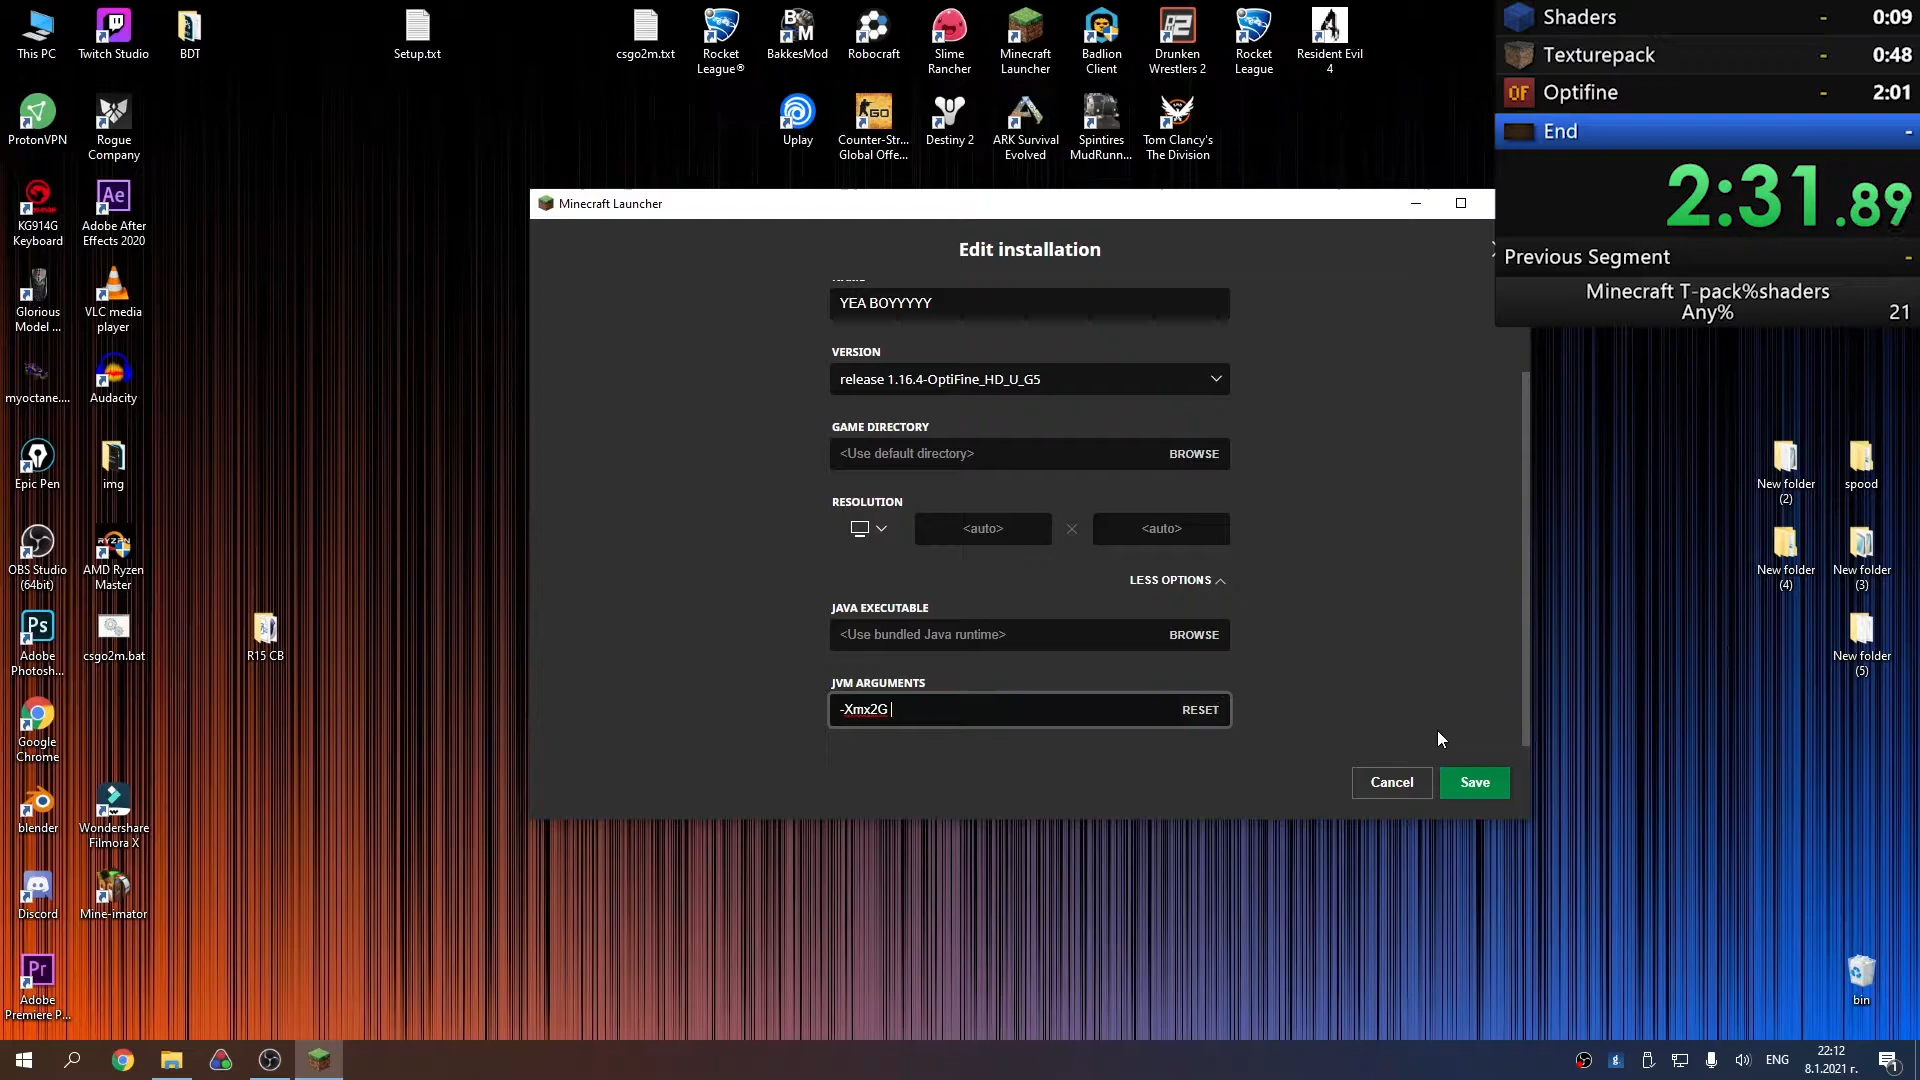 This PC
Twitch Studio
BDT
Setup.txt
csgo2m.txt
Rocket
League®
BakkesMod
Robocraft
Slime
Rancher
Minecraft
Launcher
Badlion
Client
Drunken
Wrestlers 2
Rocket
League
Resident Evil
4
ProtonVPN
Rogue
Company
Uplay
Counter-Str...
Global Offe...
Destiny 2
ARK Survival
Evolved
Spintires
MudRunn...
Tom Clancy's
The Division
KG914G
Keyboard
Adobe After
Effects 2020
Glorious
Model ...
VLC media
player
myoctane....
Audacity
Epic Pen
img
OBS Studio
(64bit)
AMD Ryzen
Master
Adobe
Photosh...
csgo2m.bat
R15 CB
Google
Chrome
blender
Wondershare
Filmora X
Discord
Mine-imator
Adobe
Premiere P...
Shaders - 0:09
Texturepack - 0:48
OF Optifine - 2:01
End -
2:31.89
Previous Segment -
Minecraft T-pack%shaders
Any% 21
Minecraft Launcher
Edit installation
YEA BOYYYYY
VERSION
release 1.16.4-OptiFine_HD_U_G5
GAME DIRECTORY
<Use default directory> BROWSE
RESOLUTION
<auto> <auto>
LESS OPTIONS
JAVA EXECUTABLE
<Use bundled Java runtime> BROWSE
JVM ARGUMENTS
-Xmx2G RESET
Cancel Save
New folder
(2)
spood
New folder
(4)
New folder
(3)
New folder
(5)
bin
ENG
22:12
8.1.2021 г.
1